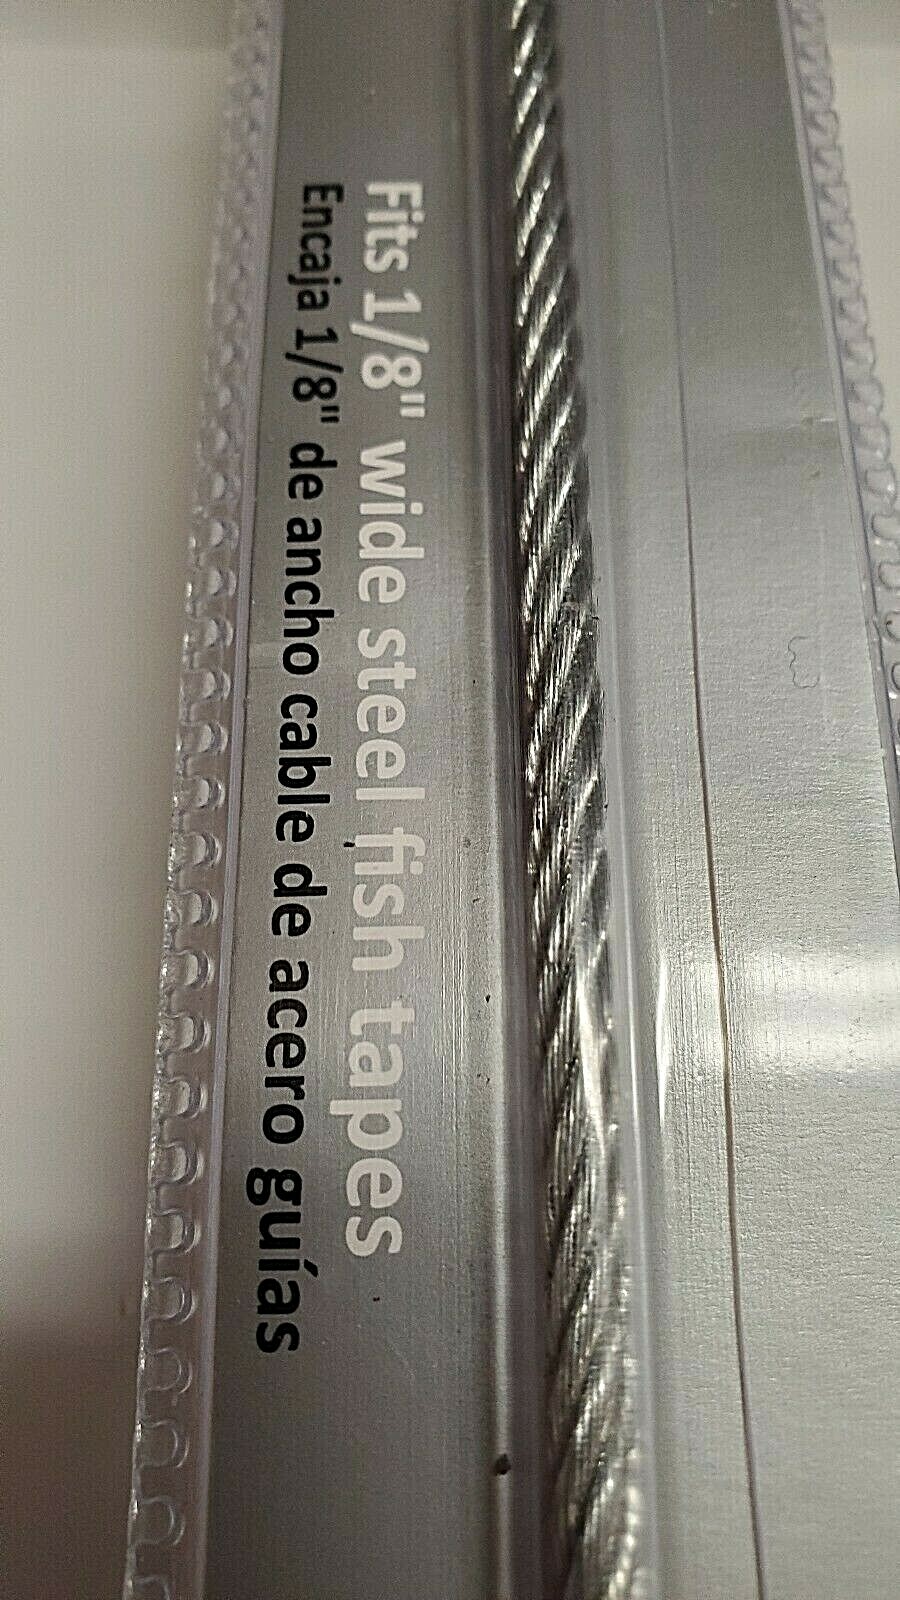 Fits 1/8" wide steel fish tapes
Encaja 1/8" de ancho cable de acero guías